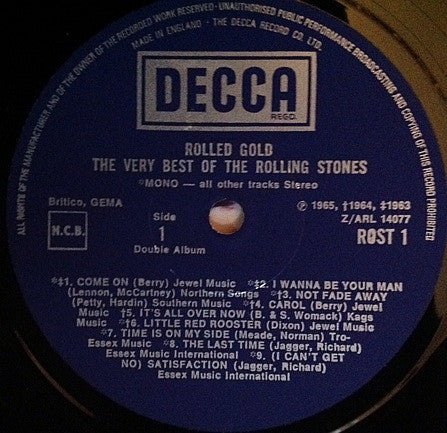 ALL RIGHTS OF THE MANUFACTURER AND OF THE OWNER OF THE RECORDED WORK RESERVED · UNAUTHORISED PUBLIC PERFORMANCE BROADCASTING AND COPYING OF THIS RECORD PROHIBITED
MADE IN ENGLAND · THE DECCA RECORD CO. LTD.
DECCA
REGD.
ROLLED GOLD
THE VERY BEST OF THE ROLLING STONES
*MONO — all other tracks Stereo
Britico, GEMA
N.C.B.
Side
1
Double Album
℗ 1965, †1964, ‡1963
Z/ARL 14077
ROST 1
*‡1. COME ON (Berry) Jewel Music *‡2. I WANNA BE YOUR MAN
(Lennon, McCartney) Northern Songs *†3. NOT FADE AWAY
(Petty, Hardin) Southern Music *†4. CAROL (Berry) Jewel
Music †5. IT'S ALL OVER NOW (B. & S. Womack) Kags
Music *†6. LITTLE RED ROOSTER (Dixon) Jewel Music
*7. TIME IS ON MY SIDE (Meade, Norman) Tro-
Essex Music *8. THE LAST TIME (Jagger, Richard)
Essex Music International *9. (I CAN'T GET
NO) SATISFACTION (Jagger, Richard)
Essex Music International